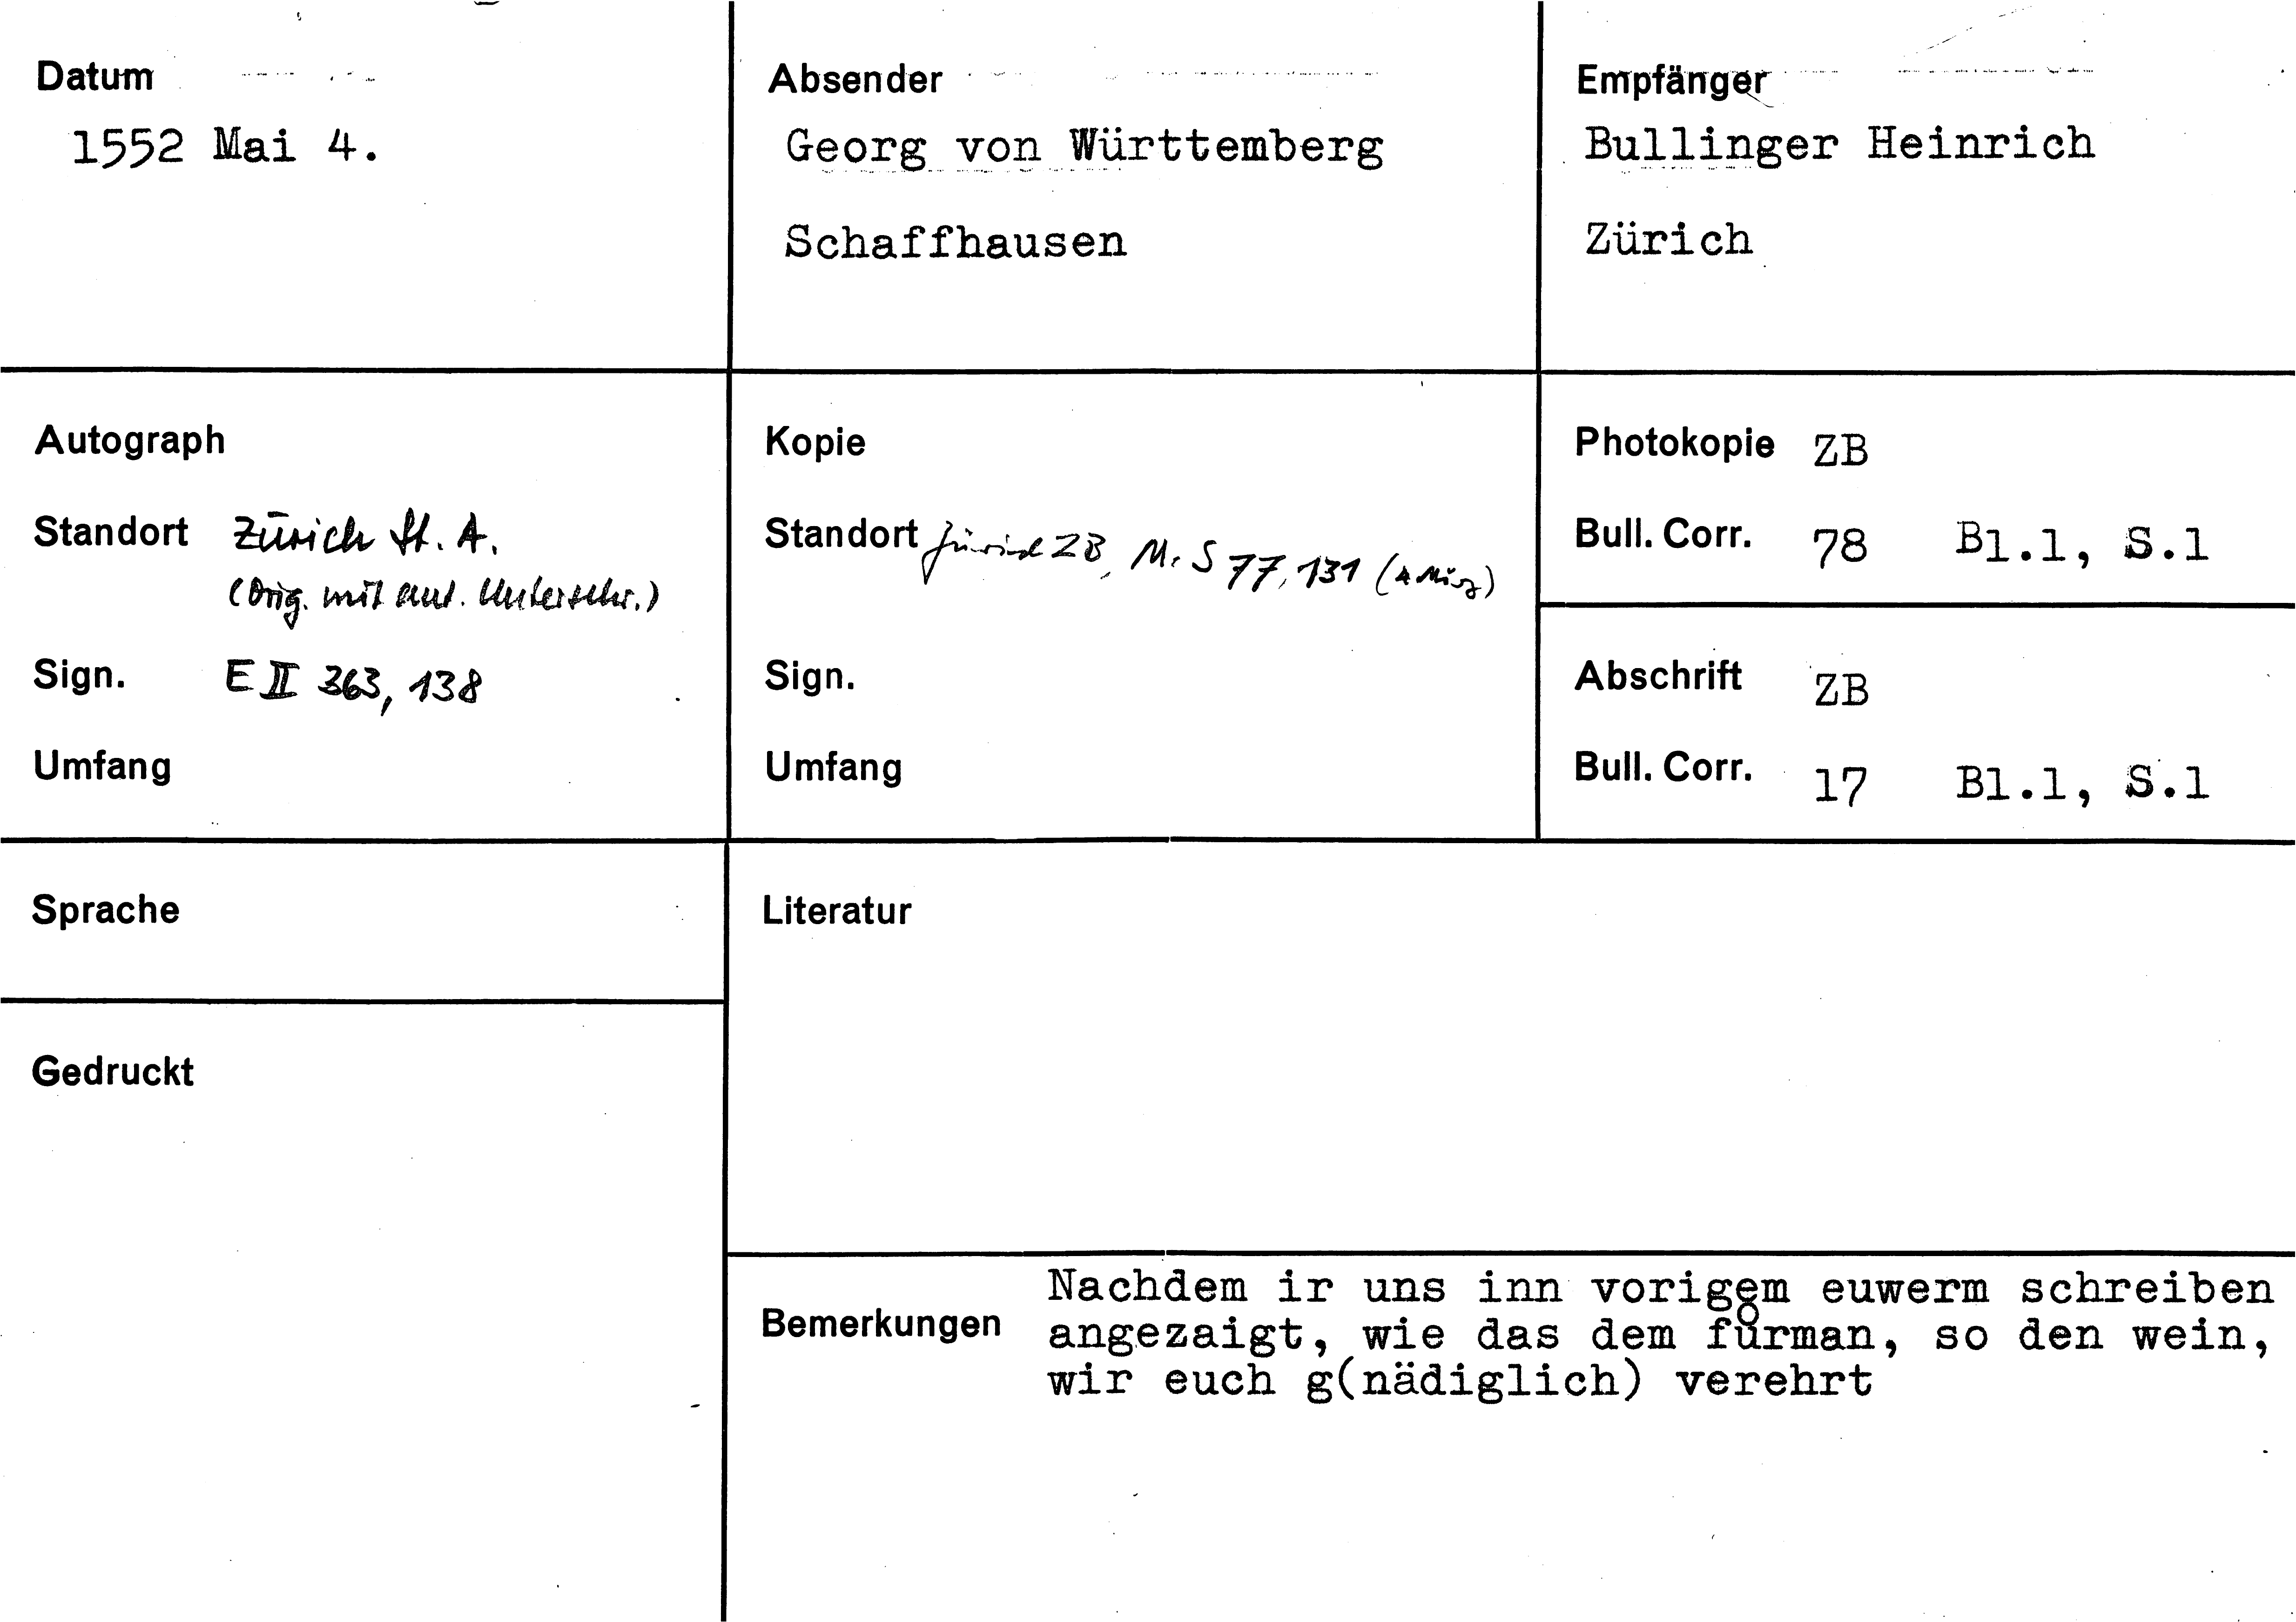 Datum
1552 Mai 4.
Absender
Georg von Württemberg
Schaffhausen
Empfänger
Bullinger Heinrich
Zürich
Autograph
Standort Zürich St. A.
(Orig. mit aut. Unterschr.)
Sign. E II 363, 138
Umfang
Kopie
Standort Zürich ZB, Ms S 77, 131 (4 März)
Sign.
Umfang
Photokopie ZB
Bull. Corr. 78 Bl.1, S.1
Abschrift ZB
Bull. Corr. 17 Bl.1, S.1
Sprache
Gedruckt
Literatur
Bemerkungen
Nachdem ir uns inn vorigem euwerm schreiben
angezaigt, wie das dem fůrman, so den wein,
wir euch g(nädiglich) verehrt